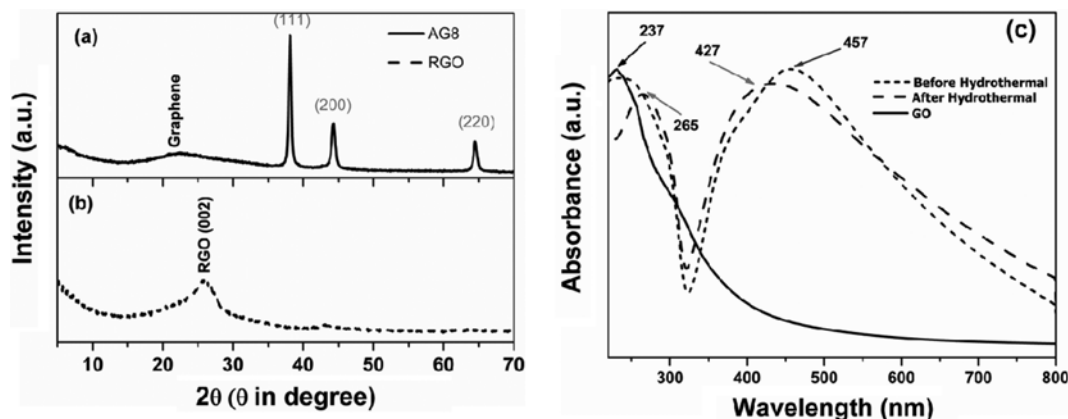 (a)
(111)
(200)
(220)
AG8
RGO
Graphene
(b)
RGO (002)
Intensity (a.u.)
10 20 30 40 50 60 70
2θ (θ in degree)
(c)
237
427
457
265
Before Hydrothermal
After Hydrothermal
GO
Absorbance (a.u.)
300 400 500 600 700 800
Wavelength (nm)